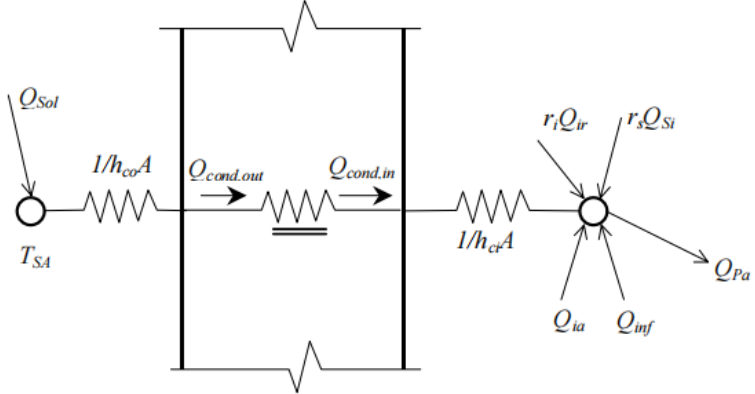 Q_Sol
r_iQ_ir
r_sQ_Si
1/h_coA
Q_cond.out
Q_cond,in
T_SA
1/h_ciA
Q_Pa
Q_ia
Q_inf